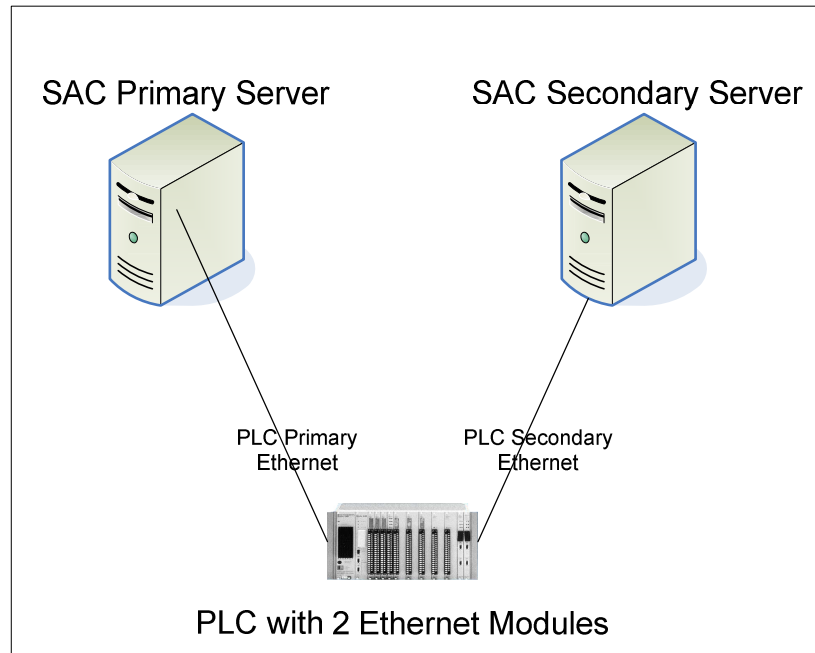 SAC Primary Server
SAC Secondary Server
PLC Primary
Ethernet
PLC Secondary
Ethernet
PLC with 2 Ethernet Modules